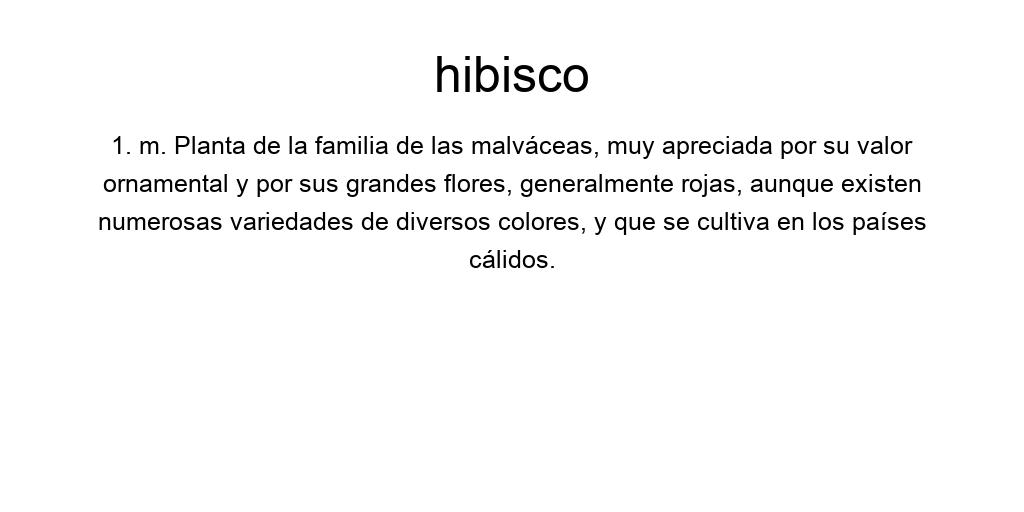 hibisco
1. m. Planta de la familia de las malváceas, muy apreciada por su valor
ornamental y por sus grandes flores, generalmente rojas, aunque existen
numerosas variedades de diversos colores, y que se cultiva en los países
cálidos.